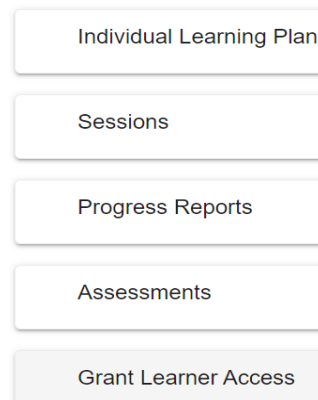 Individual Learning Plan
Sessions
Progress Reports
Assessments
Grant Learner Access